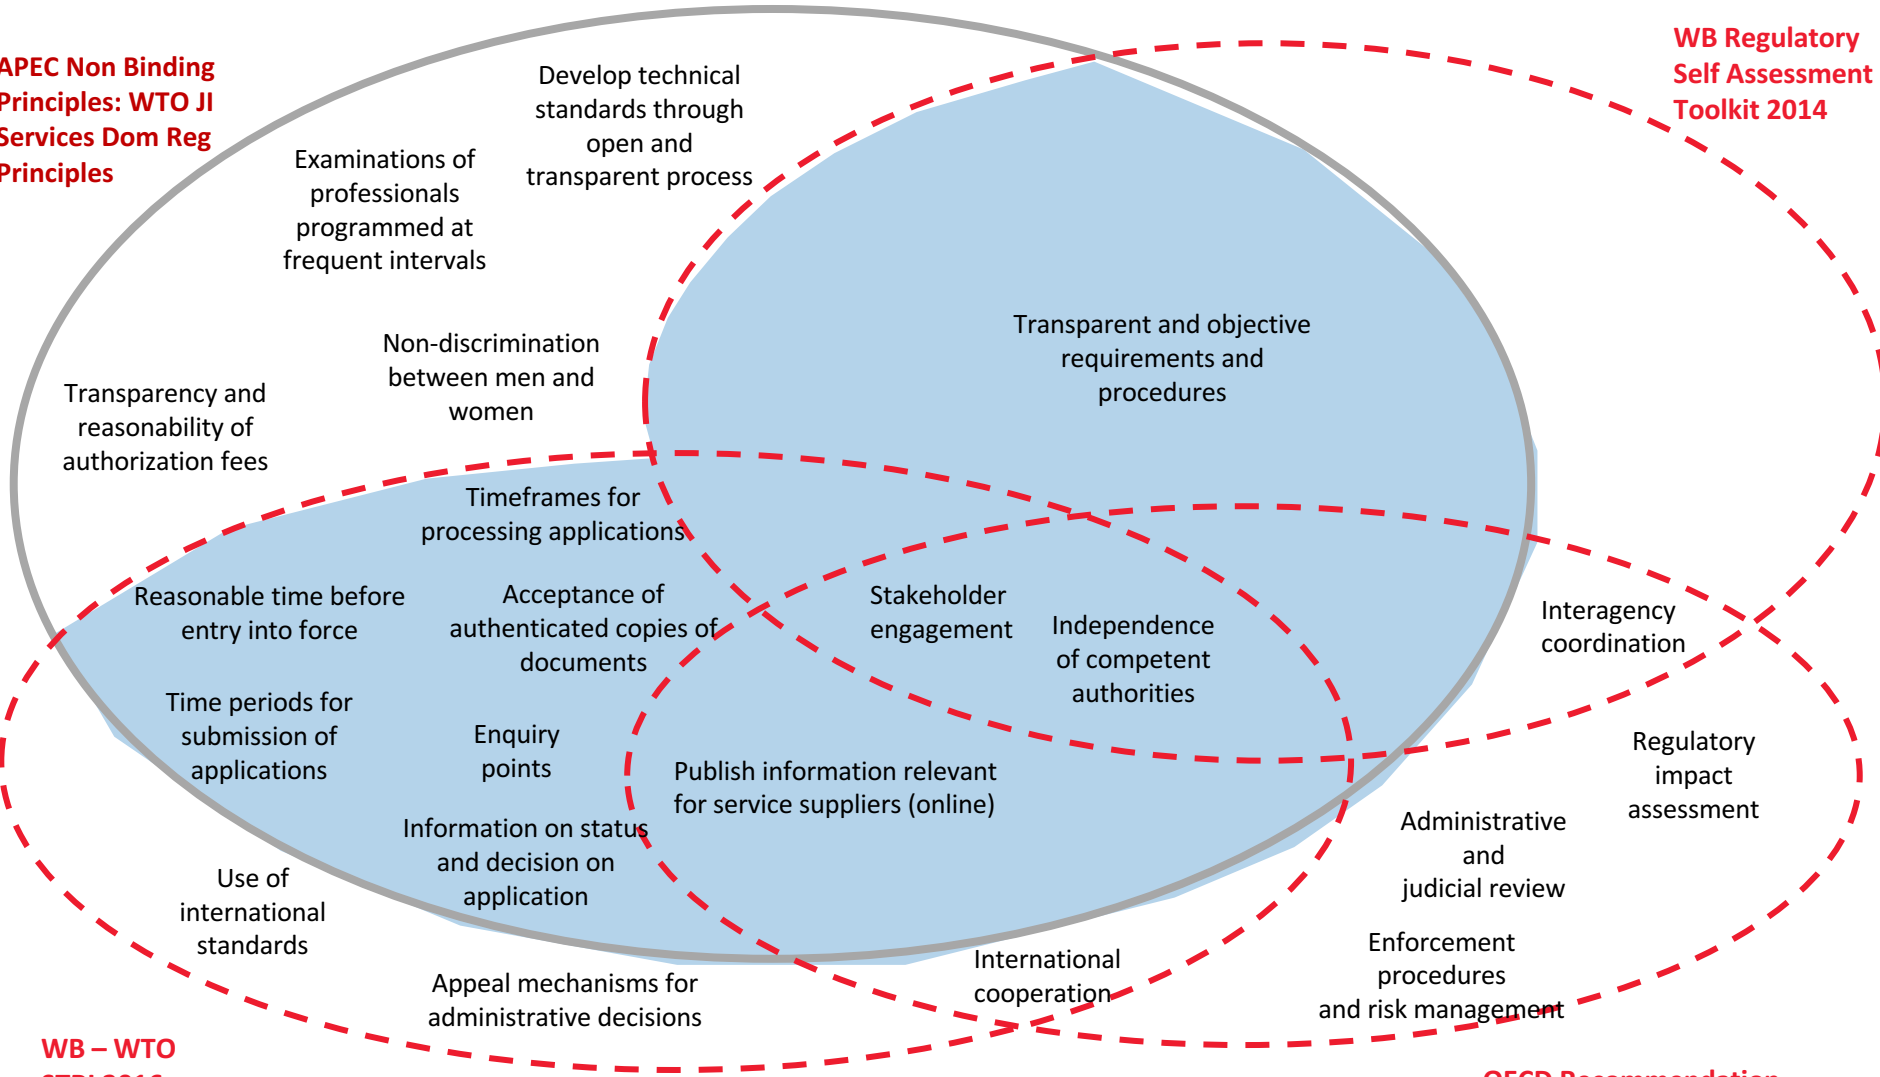 APEC Non Binding
Principles: WTO JI
Services Dom Reg
Principles
WB Regulatory
Self Assessment
Toolkit 2014
Develop technical
standards through
open and
transparent process
Examinations of
professionals
programmed at
frequent intervals
Non-discrimination
between men and
women
Transparency and
reasonability of
authorization fees
Transparent and objective
requirements and
procedures
Timeframes for
processing applications
Reasonable time before
entry into force
Acceptance of
authenticated copies of
documents
Stakeholder
engagement
Independence
of competent
authorities
Interagency
coordination
Time periods for
submission of
applications
Enquiry
points
Publish information relevant
for service suppliers (online)
Regulatory
impact
assessment
Information on status
and decision on
application
Administrative
and
judicial review
Use of
international
standards
Enforcement
procedures
and risk management
International
cooperation
Appeal mechanisms for
administrative decisions
WB – WTO
STRI 2016
OECD Recommendation